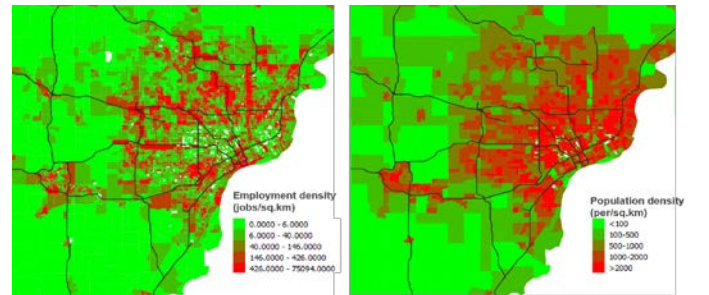 Employment density
(jobs/sq.km)
0.0000 - 6.0000
6.0000 - 40.0000
40.0000 - 146.0000
146.0000 - 426.0000
426.0000 - 75094.0000
Population density
(per/sq.km)
<100
100-500
500-1000
1000-2000
>2000